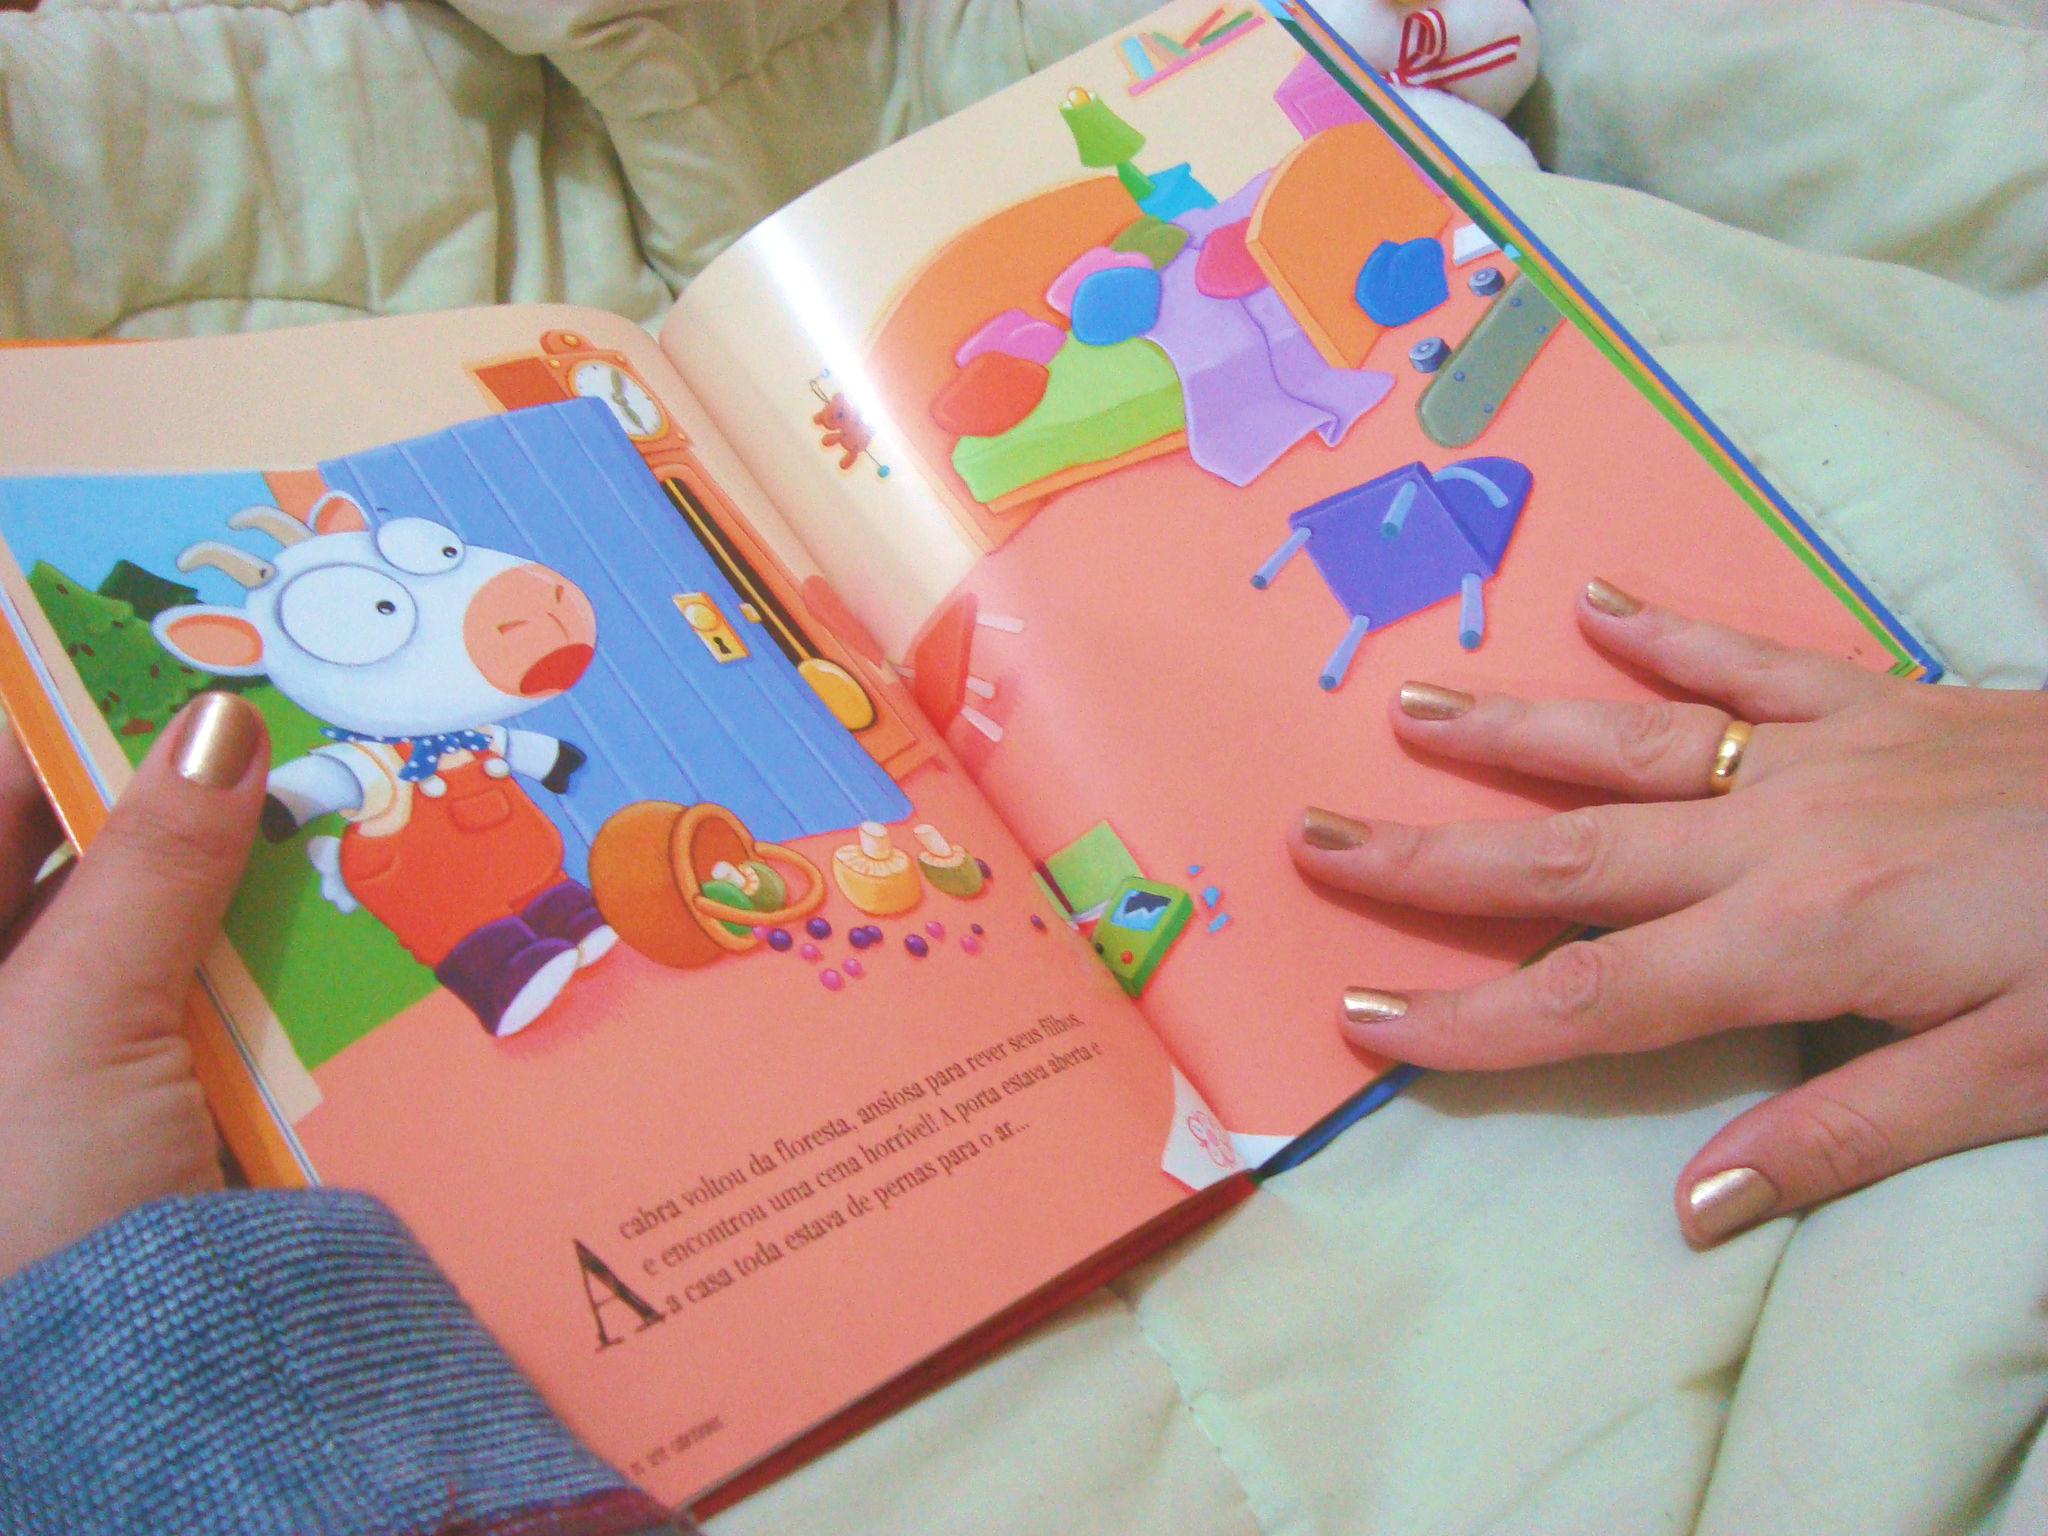 A cabra voltou da floresta, ansiosa para rever seus filhos,
e encontrou uma cena horrível! A porta estava aberta e
a casa toda estava de pernas para o ar...